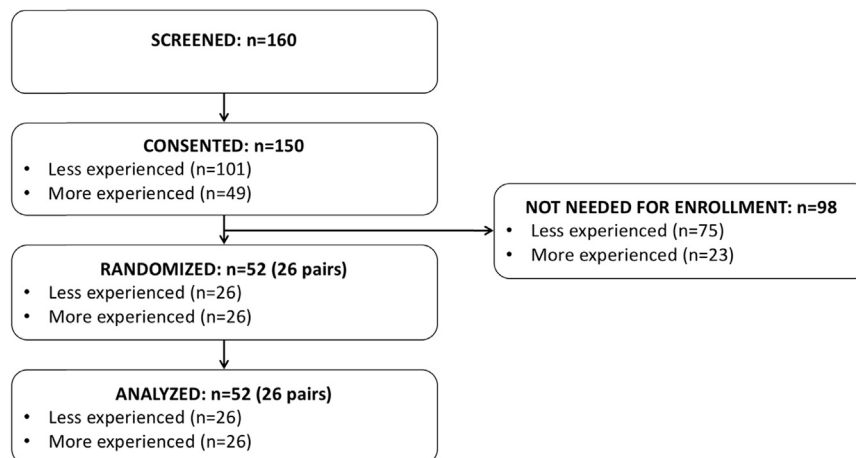 SCREENED: n=160
CONSENTED: n=150
• Less experienced (n=101)
• More experienced (n=49)
NOT NEEDED FOR ENROLLMENT: n=98
• Less experienced (n=75)
• More experienced (n=23)
RANDOMIZED: n=52 (26 pairs)
• Less experienced (n=26)
• More experienced (n=26)
ANALYZED: n=52 (26 pairs)
• Less experienced (n=26)
• More experienced (n=26)